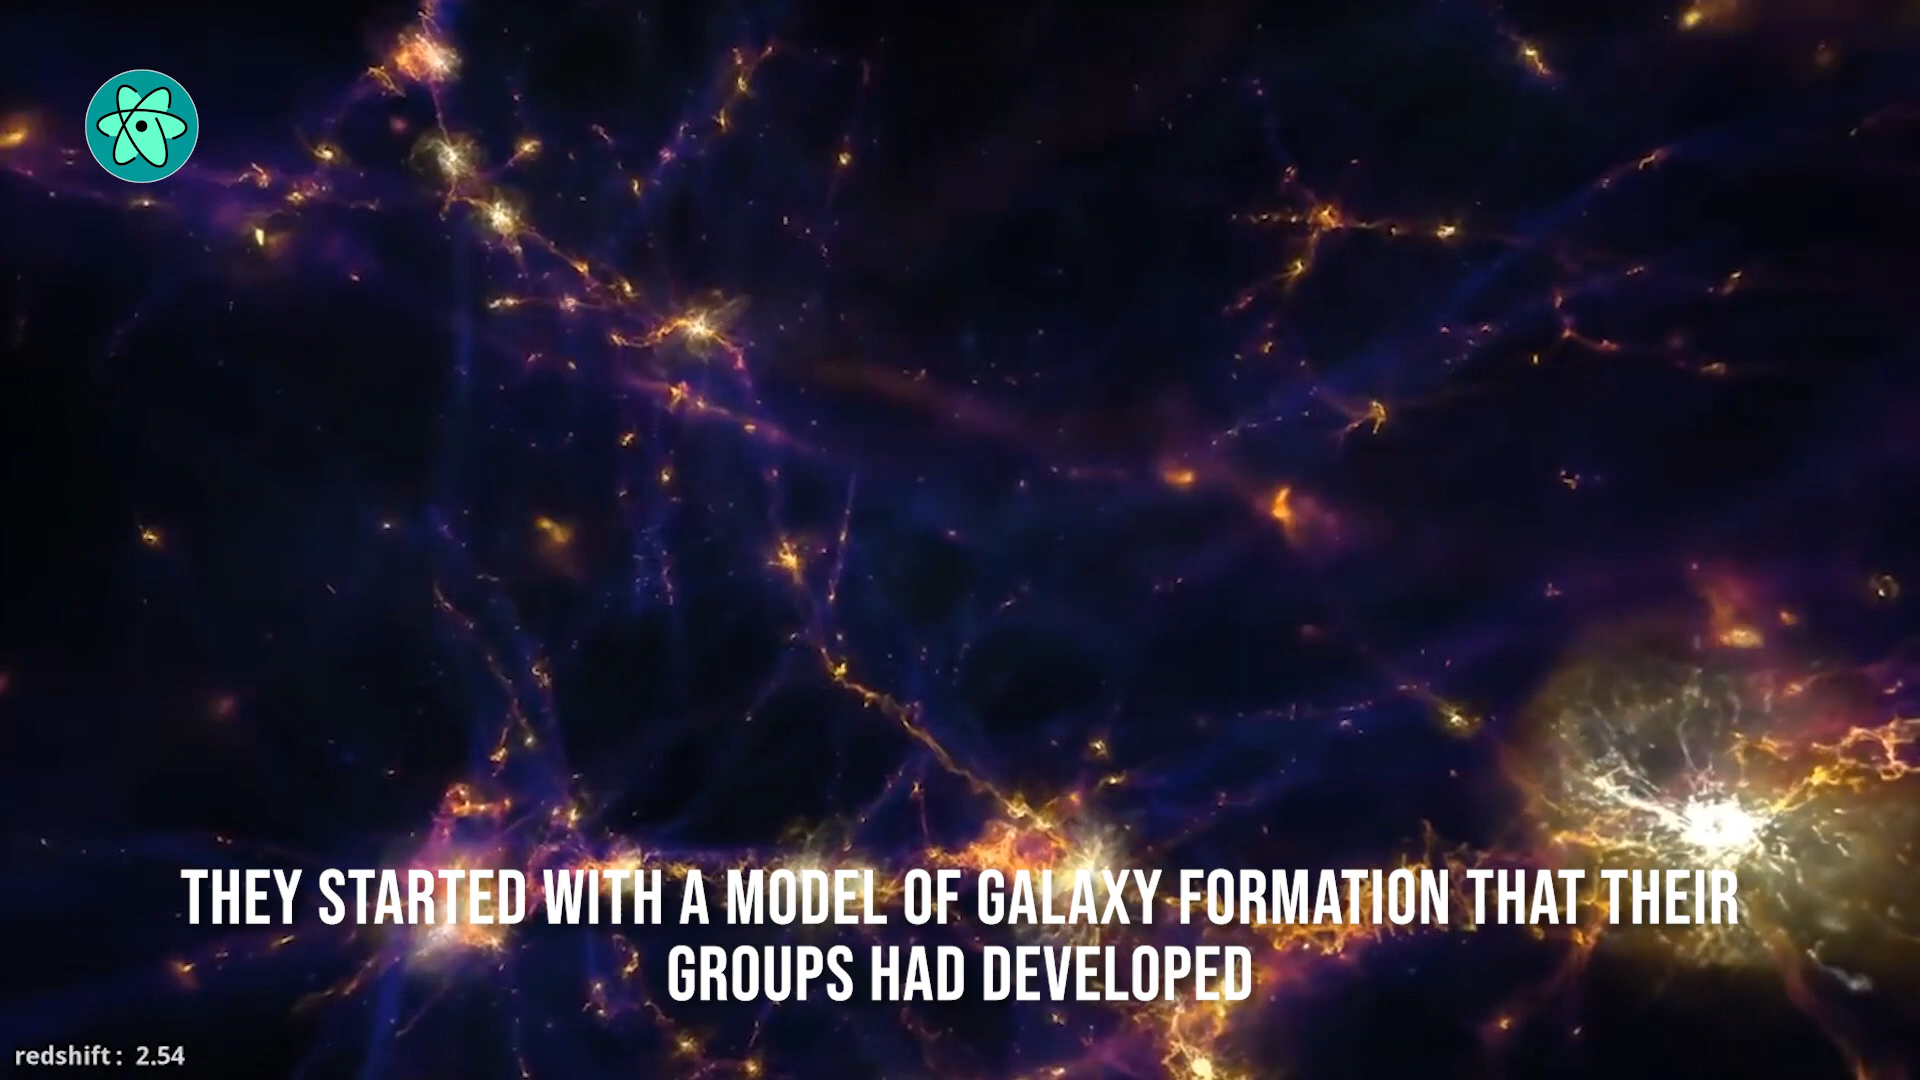 THEY STARTED WITH A MODEL OF GALAXY FORMATION THAT THEIR
GROUPS HAD DEVELOPED
redshift: 2.54